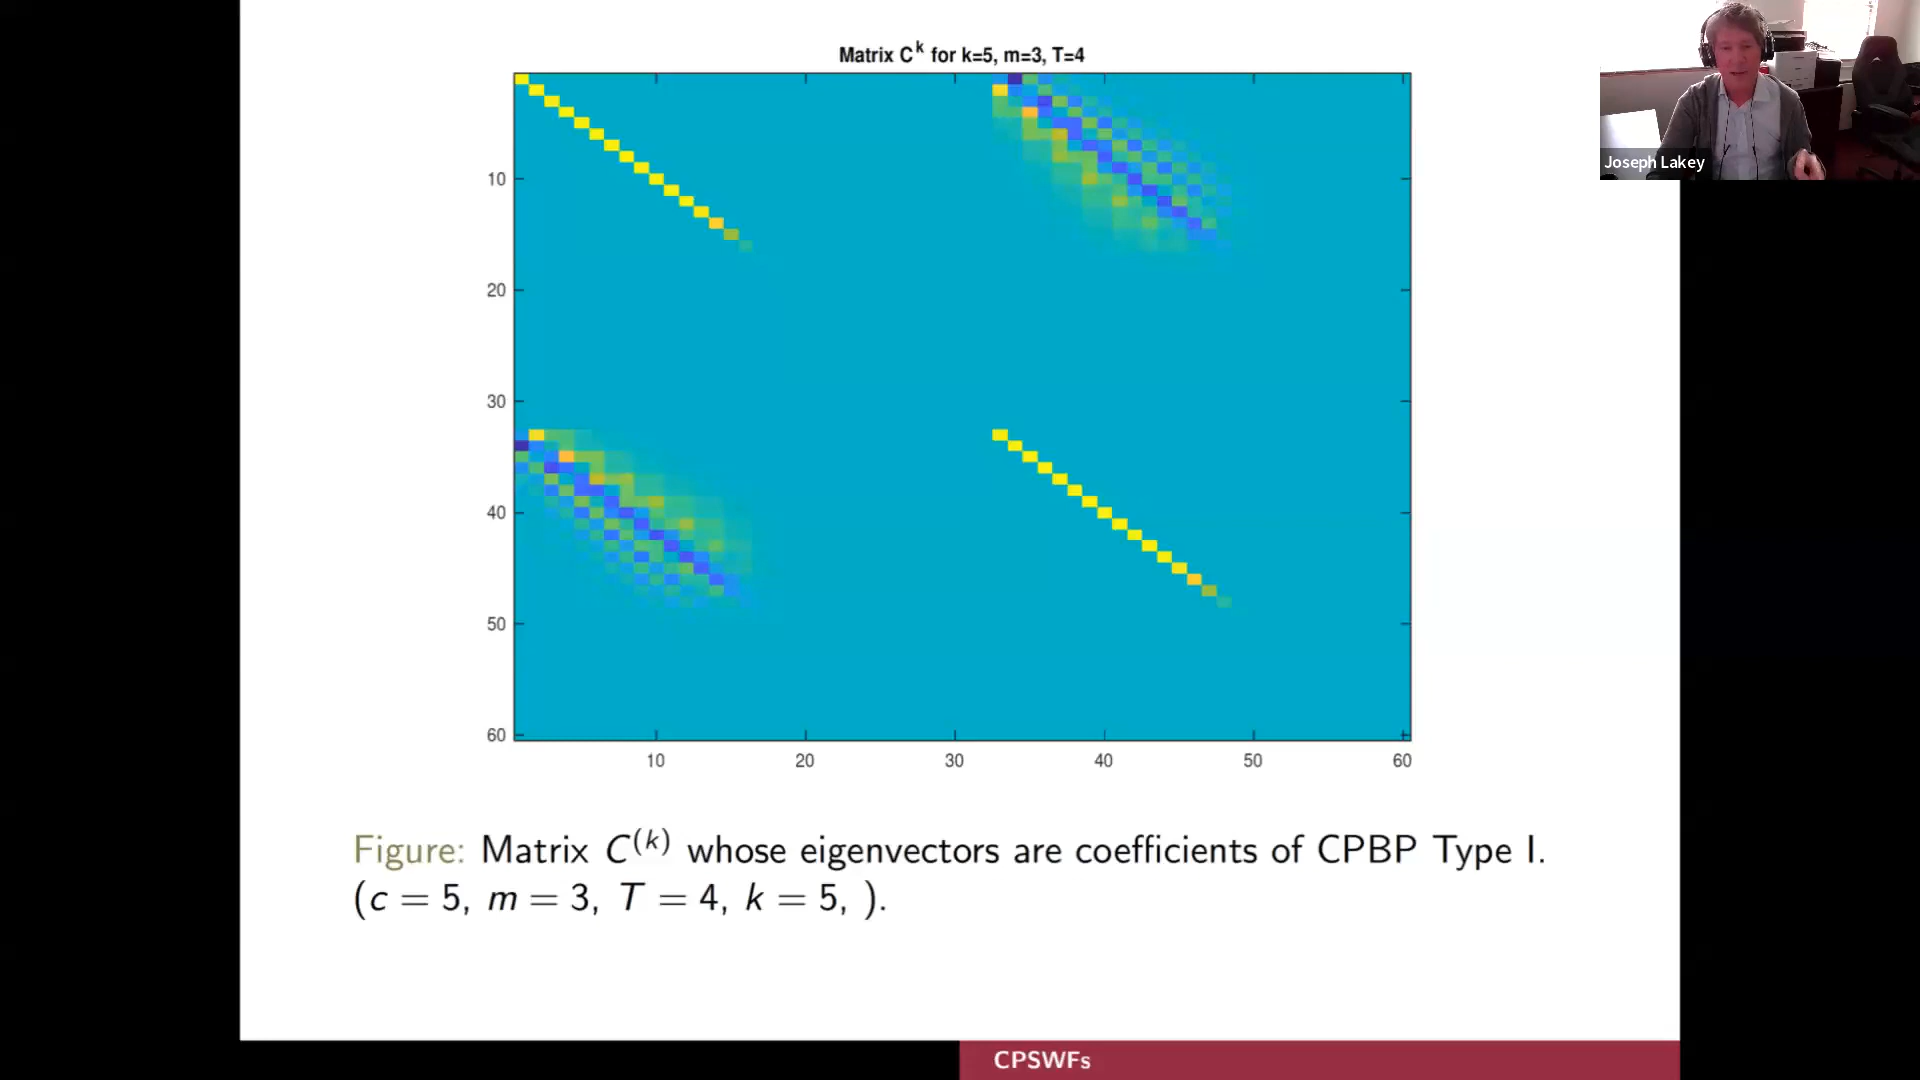 Matrix C^k for k=5, m=3, T=4
Joseph Lakey
10
20
30
40
50
60
10 20 30 40 50 60
Figure: Matrix C^(k) whose eigenvectors are coefficients of CPBP Type I.
(c = 5, m = 3, T = 4, k = 5, ).
CPSWFs